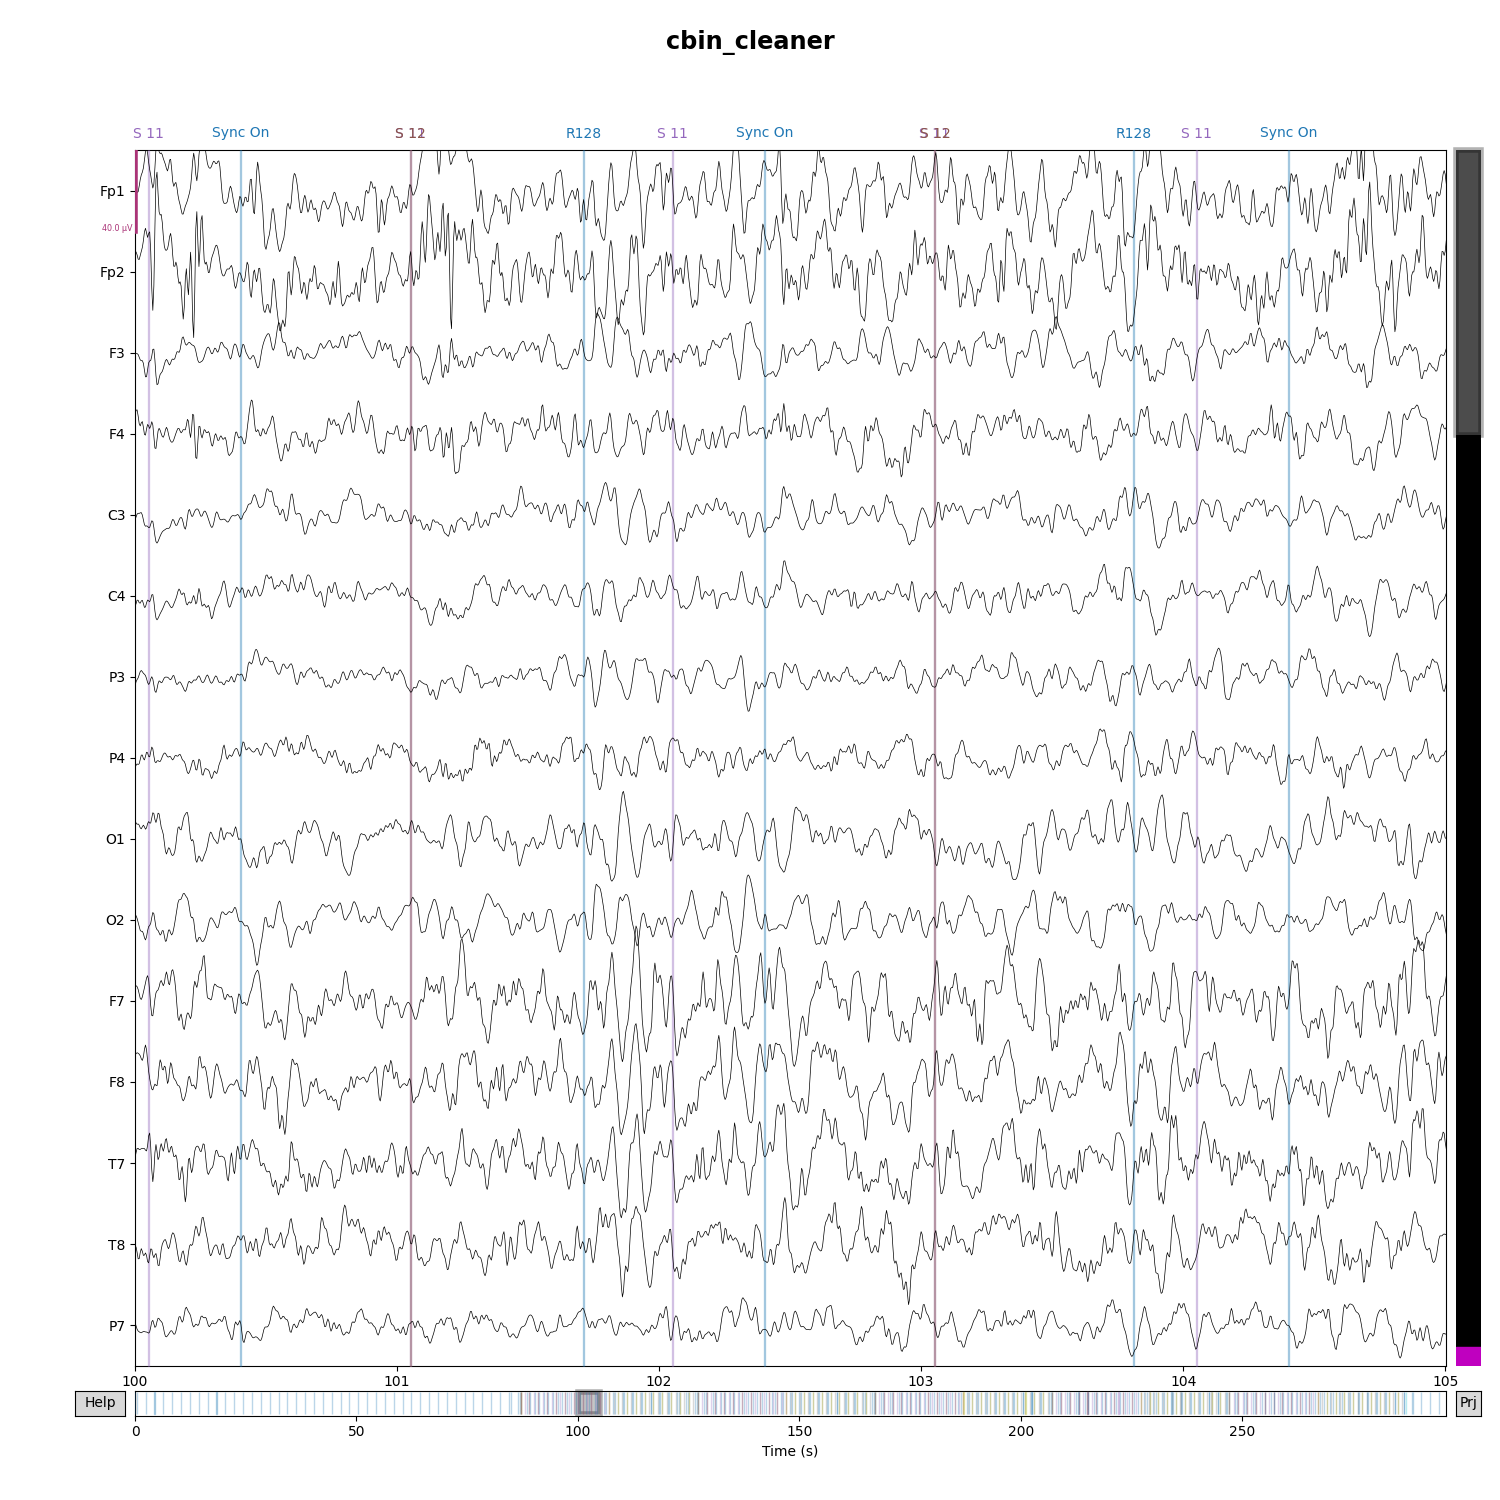 cbin_cleaner
S 11 Sync On S 12 R128 S 11 Sync On S 12 R128 S 11 Sync On
Fp1
40.0 µV
Fp2
F3
F4
C3
C4
P3
P4
O1
O2
F7
F8
T7
T8
P7
100 101 102 103 104 105
Help Prj
0 50 100 150 200 250
Time (s)